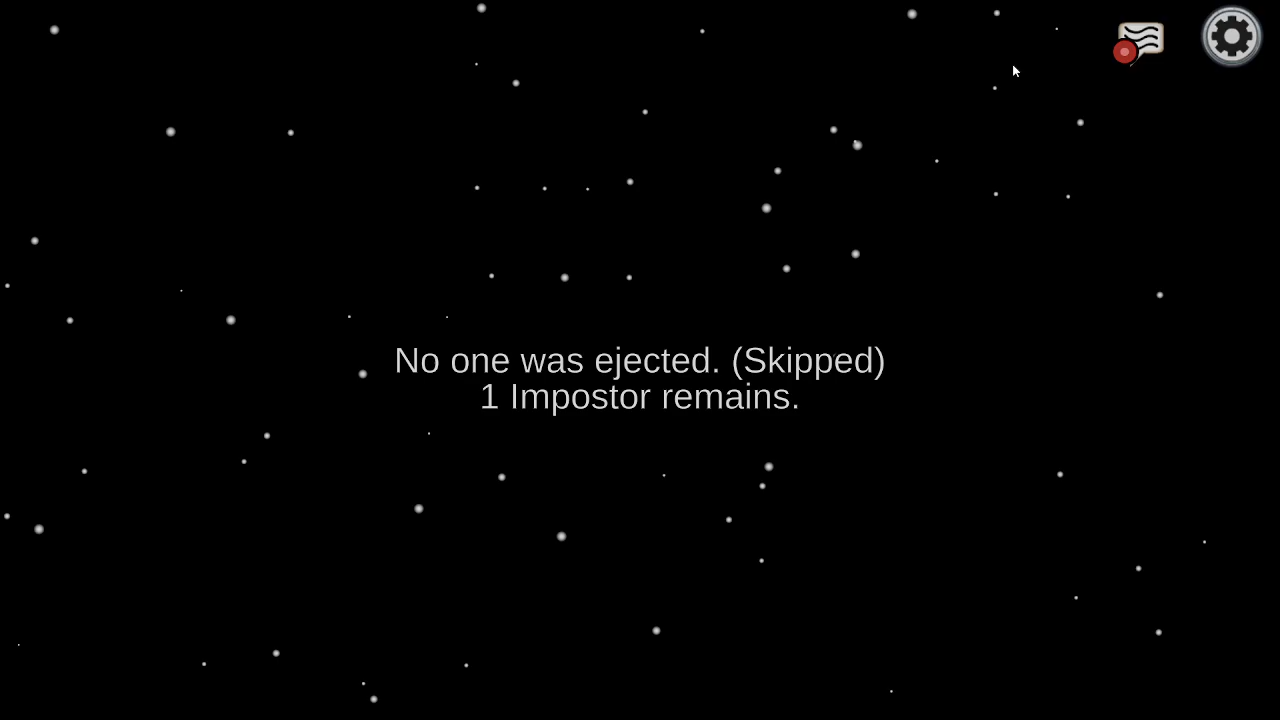 No one was ejected. (Skipped)
1 Impostor remains.